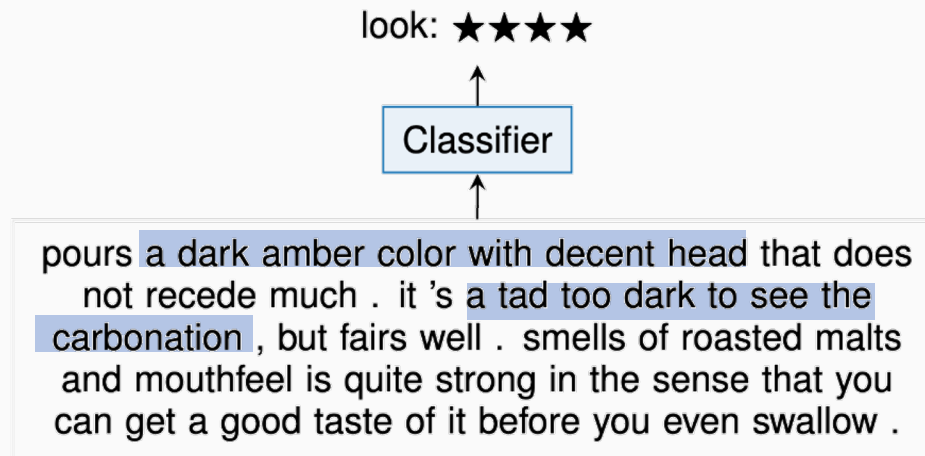 look: ★★★★
Classifier
pours a dark amber color with decent head that does
not recede much . it 's a tad too dark to see the
carbonation , but fairs well . smells of roasted malts
and mouthfeel is quite strong in the sense that you
can get a good taste of it before you even swallow .